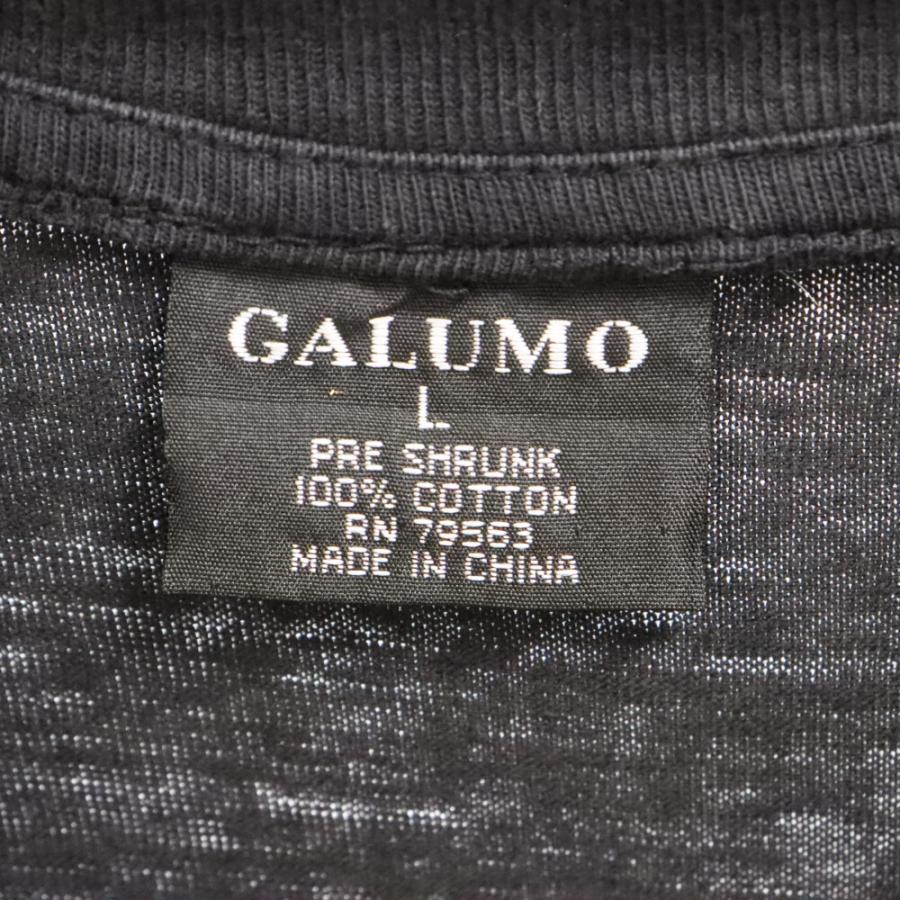 GALUMO
L
PRE SHRUNK
100% COTTON
RN 79563
MADE IN CHINA